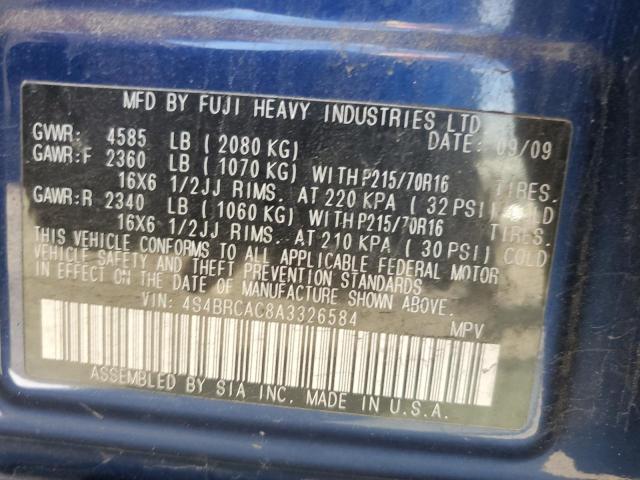 MFD BY FUJI HEAVY INDUSTRIES LTD
GVWR: 4585 LB ( 2080 KG) DATE: 09/09
GAWR:F 2360 LB ( 1070 KG) WITH P215/70R16 TIRES,
16X6 1/2JJ RIMS. AT 220 KPA ( 32 PSI) COLD
GAWR:R 2340 LB ( 1060 KG) WITH P215/70R16 TIRES,
16X6 1/2JJ RIMS. AT 210 KPA ( 30 PSI) COLD
THIS VEHICLE CONFORMS TO ALL APPLICABLE FEDERAL MOTOR
VEHICLE SAFETY AND THEFT PREVENTION STANDARDS
IN EFFECT ON THE DATE OF MANUFACTURE SHOWN ABOVE.
VIN: 4S4BRCAC8A3326584 MPV
ASSEMBLED BY SIA INC. MADE IN U.S.A.